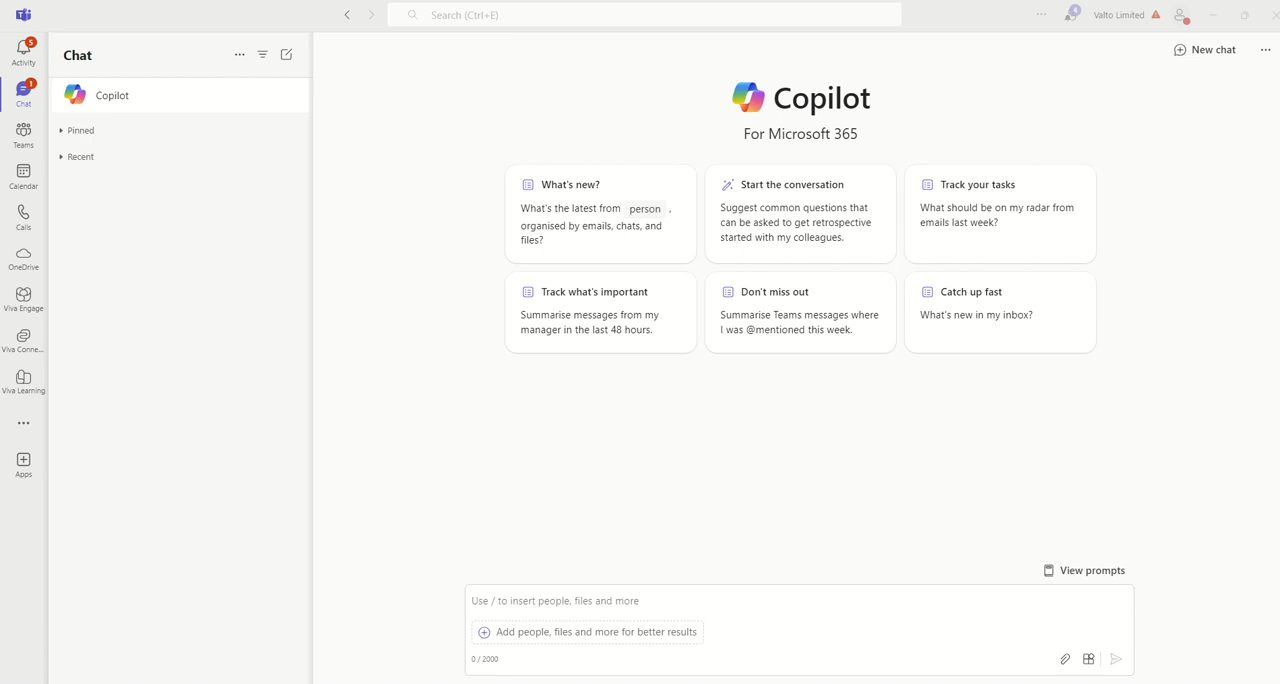 Search (Ctrl+E)
4
Valto Limited
5
Activity
1
Chat
Teams
Calendar
Calls
OneDrive
Viva Engage
Viva Conne...
Viva Learning
Apps
Chat
Copilot
Pinned
Recent
New chat
Copilot
For Microsoft 365
What's new?
What's the latest from person ,
organised by emails, chats, and
files?
Start the conversation
Suggest common questions that
can be asked to get retrospective
started with my colleagues.
Track your tasks
What should be on my radar from
emails last week?
Track what's important
Summarise messages from my
manager in the last 48 hours.
Don't miss out
Summarise Teams messages where
I was @mentioned this week.
Catch up fast
What's new in my inbox?
View prompts
Use / to insert people, files and more
Add people, files and more for better results
0 / 2000